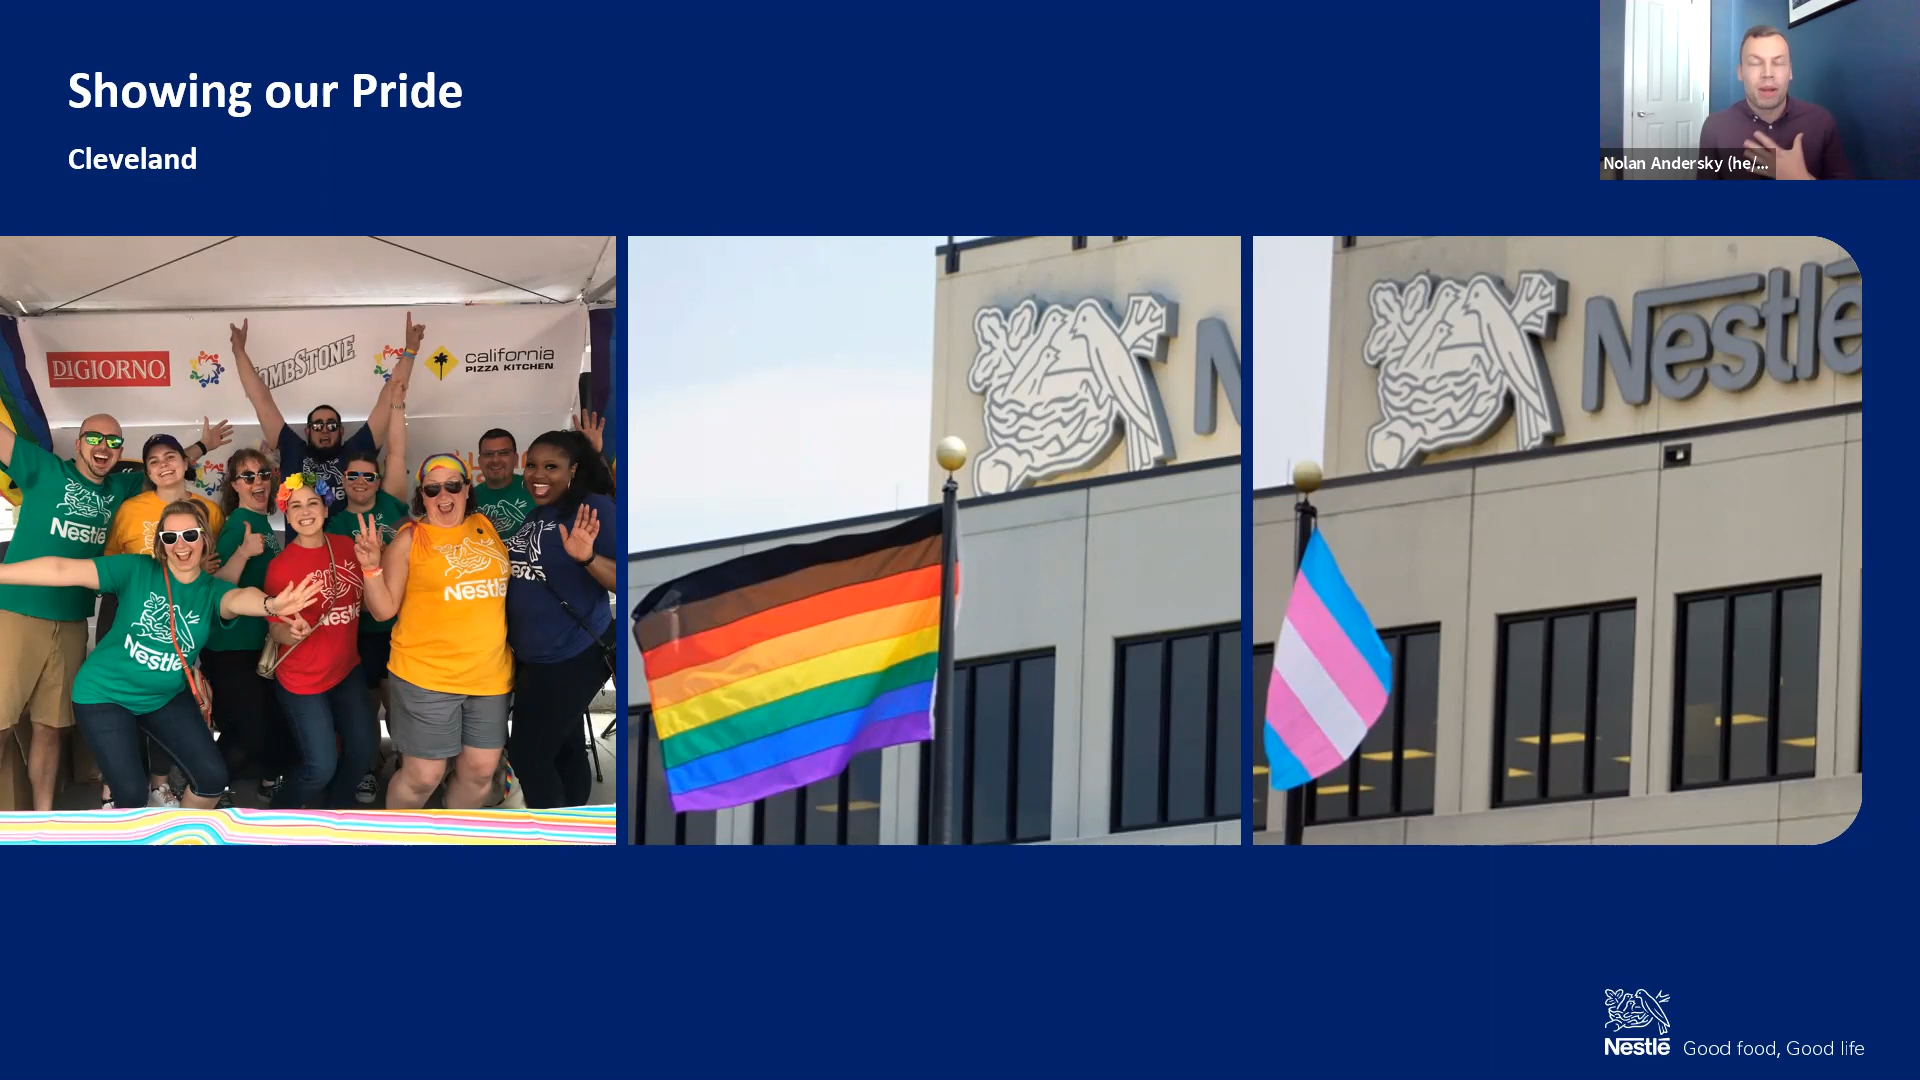 Showing our Pride
Cleveland
Nolan Andersky (he/...
DIGIORNO
TOMBSTONE
california
PIZZA KITCHEN
Nestlé
Nestlé
Nestlé
Nestlé
Nestlé
Nestlé
Good food, Good life